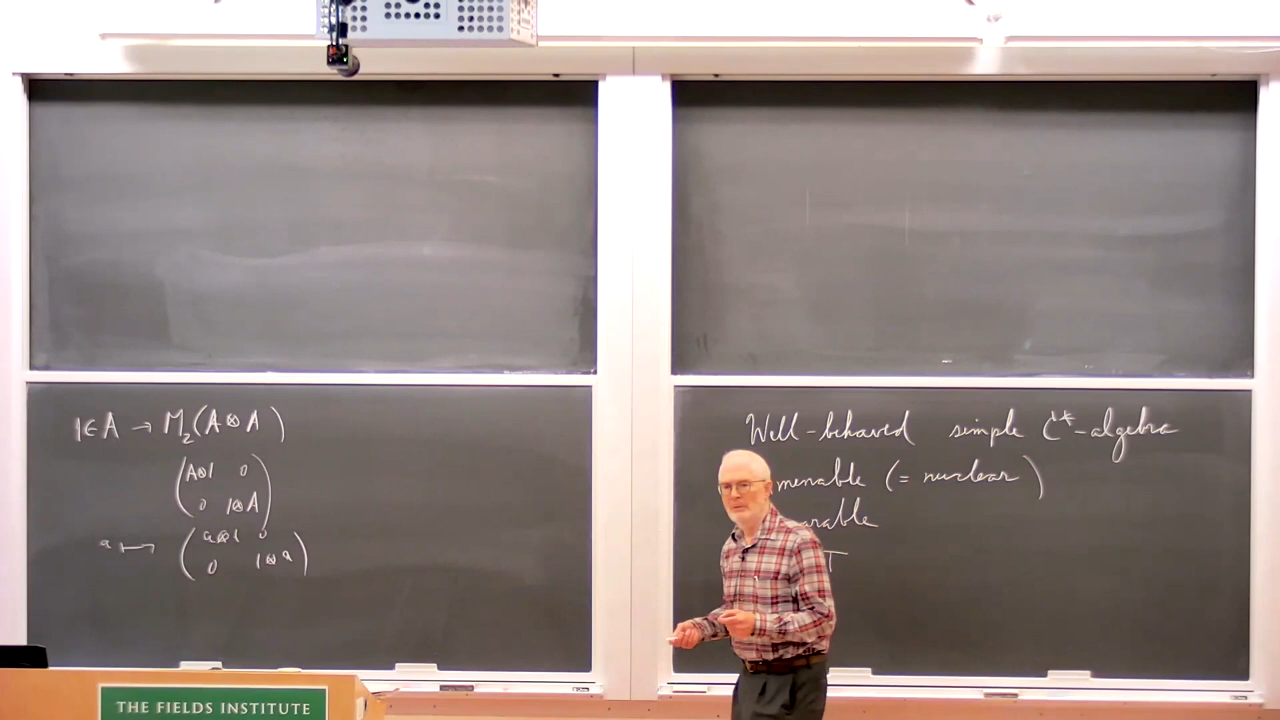 1∈A → M₂(A⊗A)
(A⊗1 0
0 1⊗A)
a ↦ (a⊗1 0
0 1⊗a)
Well-behaved simple C*-algebra
menable (= nuclear)
arable
T
THE FIELDS INSTITUTE